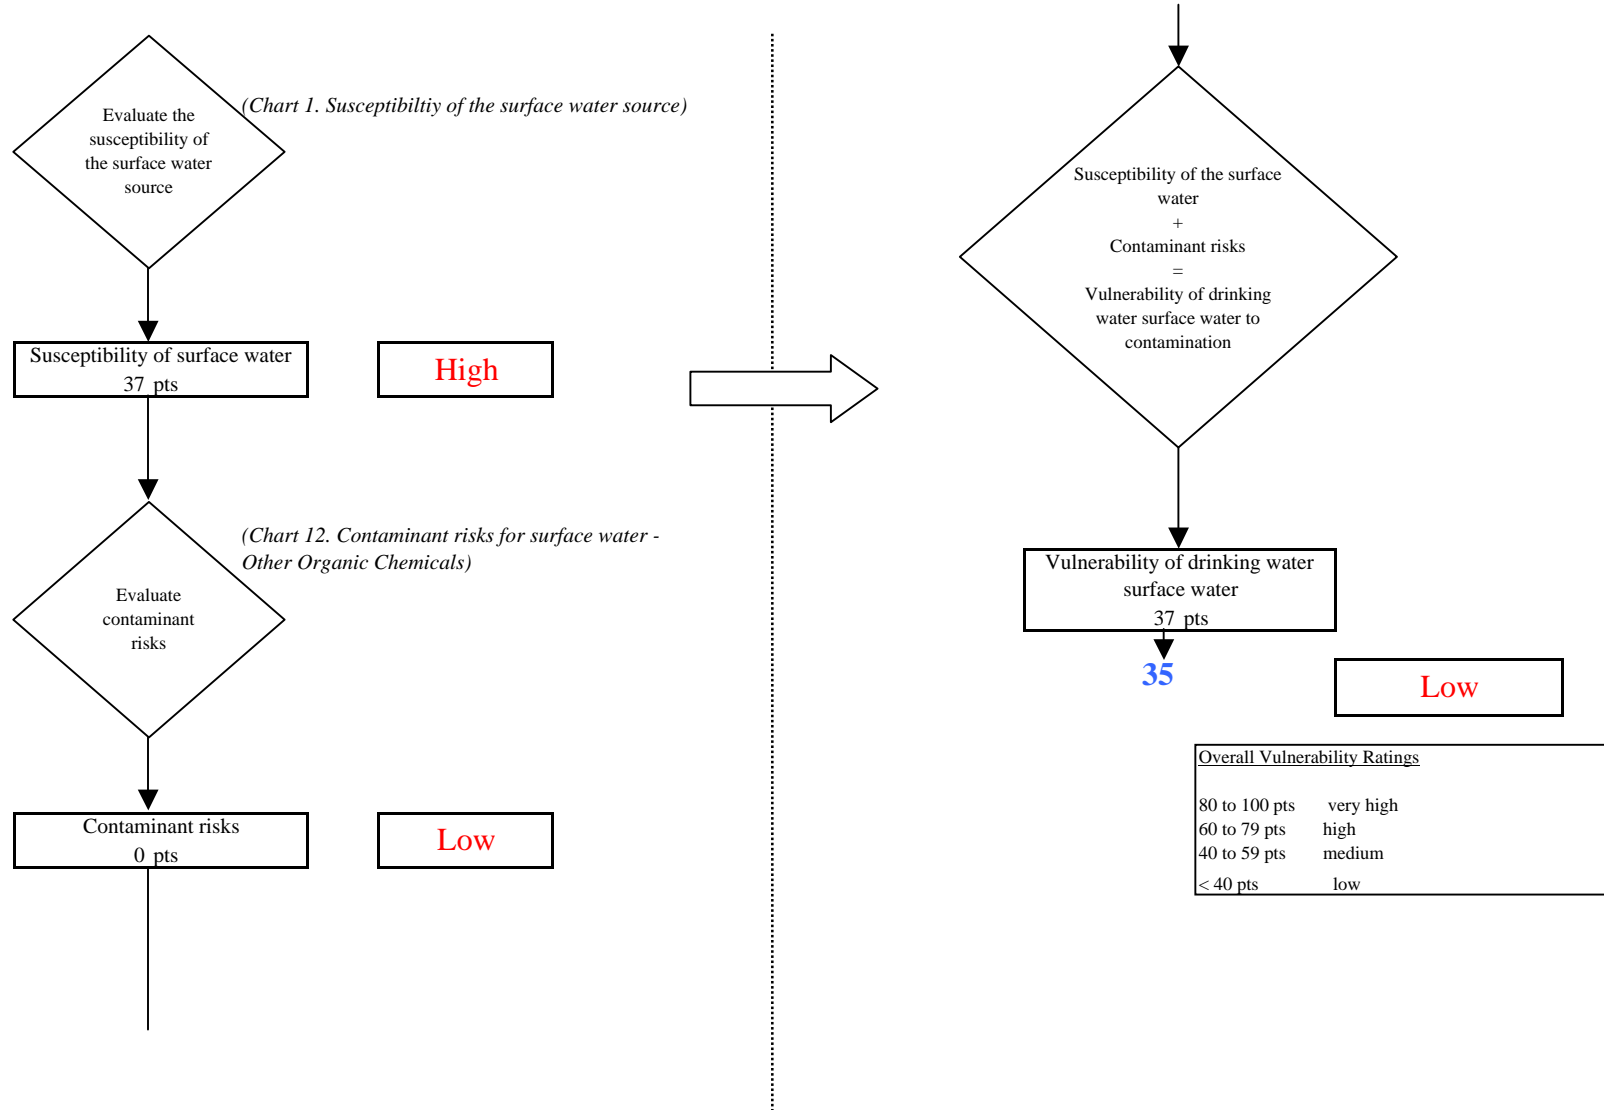 Evaluate the
susceptibility of
the surface water
source
(Chart 1. Susceptibiltiy of the surface water source)
Susceptibility of surface water
37 pts
High
(Chart 12. Contaminant risks for surface water -
Other Organic Chemicals)
Evaluate
contaminant
risks
Contaminant risks
0 pts
Low
Susceptibility of the surface
water
+
Contaminant risks
=
Vulnerability of drinking
water surface water to
contamination
Vulnerability of drinking water
surface water
37 pts
35
Low
Overall Vulnerability Ratings
80 to 100 pts very high
60 to 79 pts high
40 to 59 pts medium
< 40 pts low